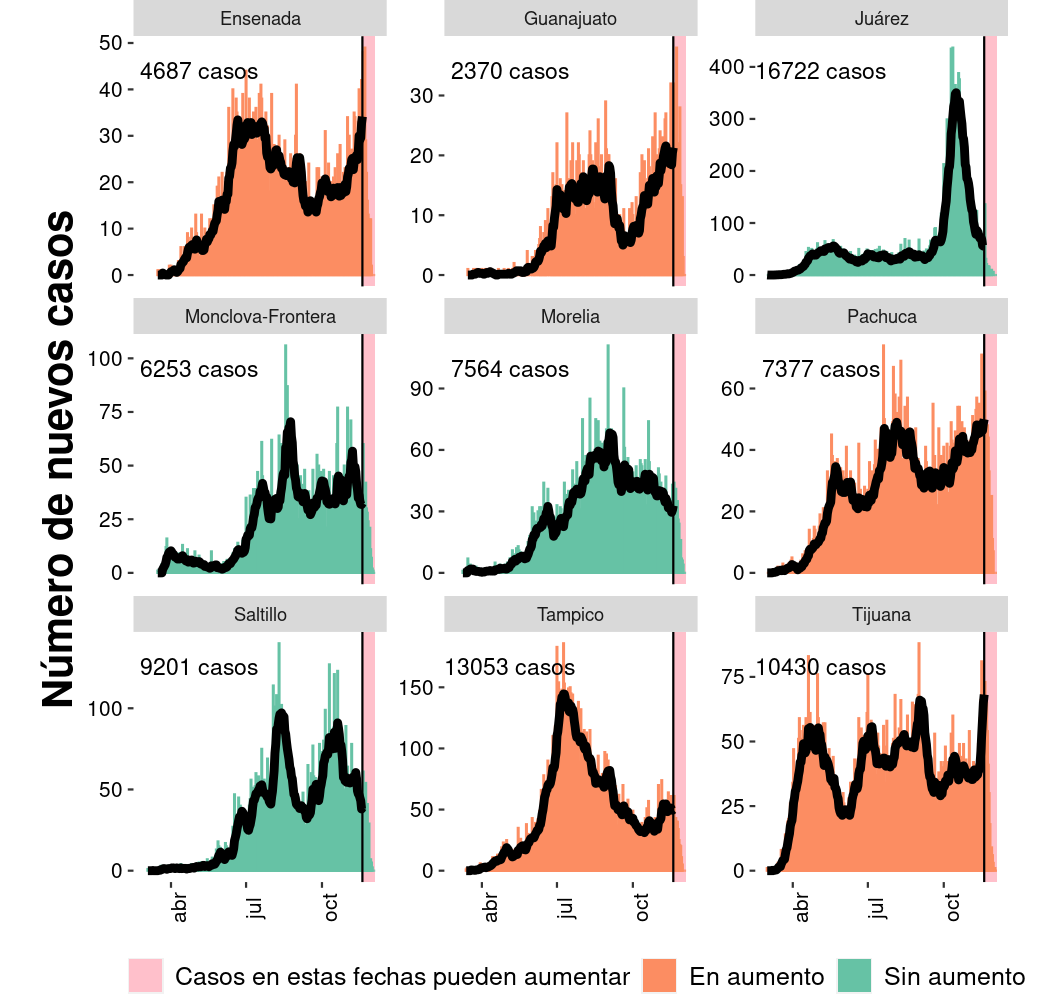 Ensenada
Guanajuato
Juárez
50
40
30
20
10
0
4687 casos
30
20
10
0
2370 casos
400
300
200
100
0
16722 casos
Monclova-Frontera
Morelia
Pachuca
100
75
50
25
0
6253 casos
90
60
30
0
7564 casos
60
40
20
0
7377 casos
Saltillo
Tampico
Tijuana
100
50
0
9201 casos
150
100
50
0
13053 casos
75
50
25
0
10430 casos
abr
jul
oct
abr
jul
oct
abr
jul
oct
Número de nuevos casos
Casos en estas fechas pueden aumentar
En aumento
Sin aumento